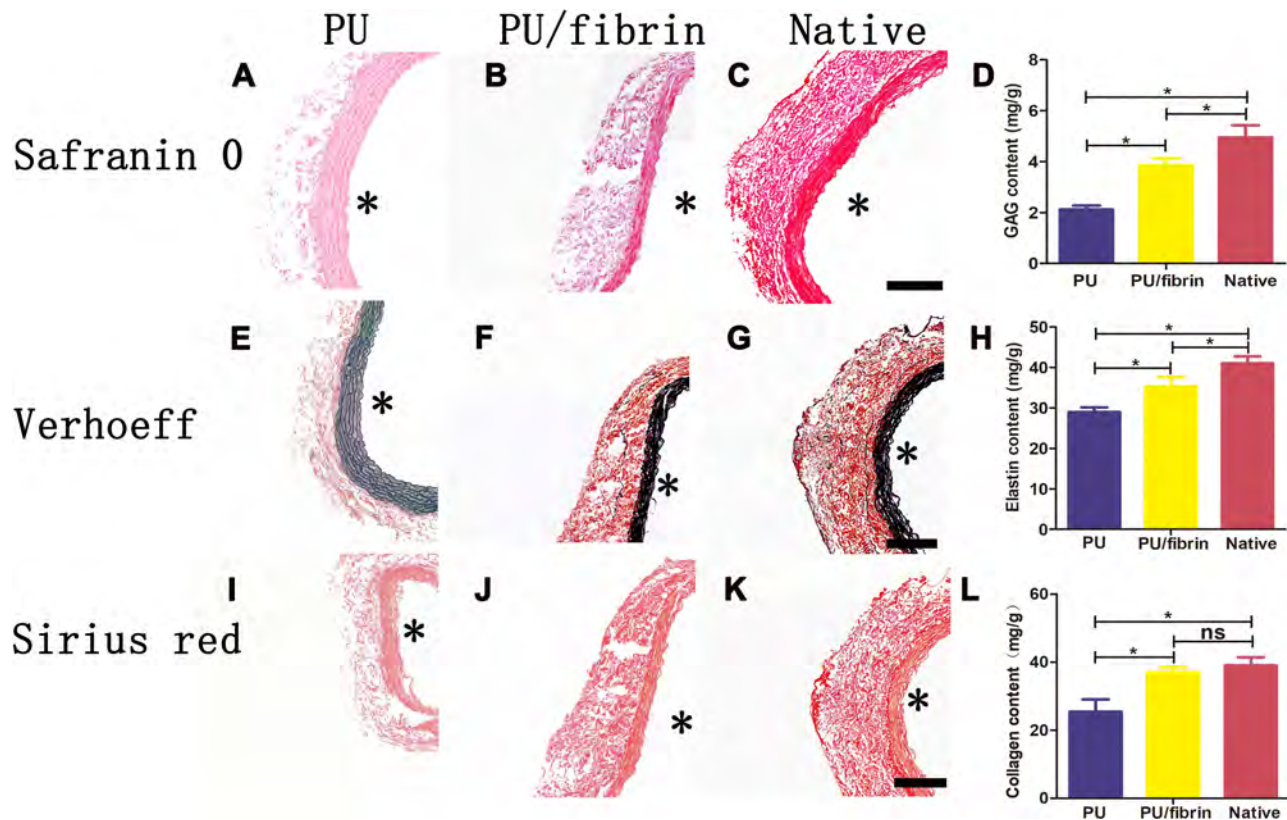 PU PU/fibrin Native
A B C D
Safranin O
GAG content (mg/g)
8
6
4
2
0
*
*
*
PU PU/fibrin Native
*
*
*
E F G H
Verhoeff
Elastin content (mg/g)
50
40
30
20
10
0
*
*
*
PU PU/fibrin Native
*
*
*
I J K L
Sirius red
Collagen content (mg/g)
60
40
20
0
*
ns
*
PU PU/fibrin Native
*
*
*